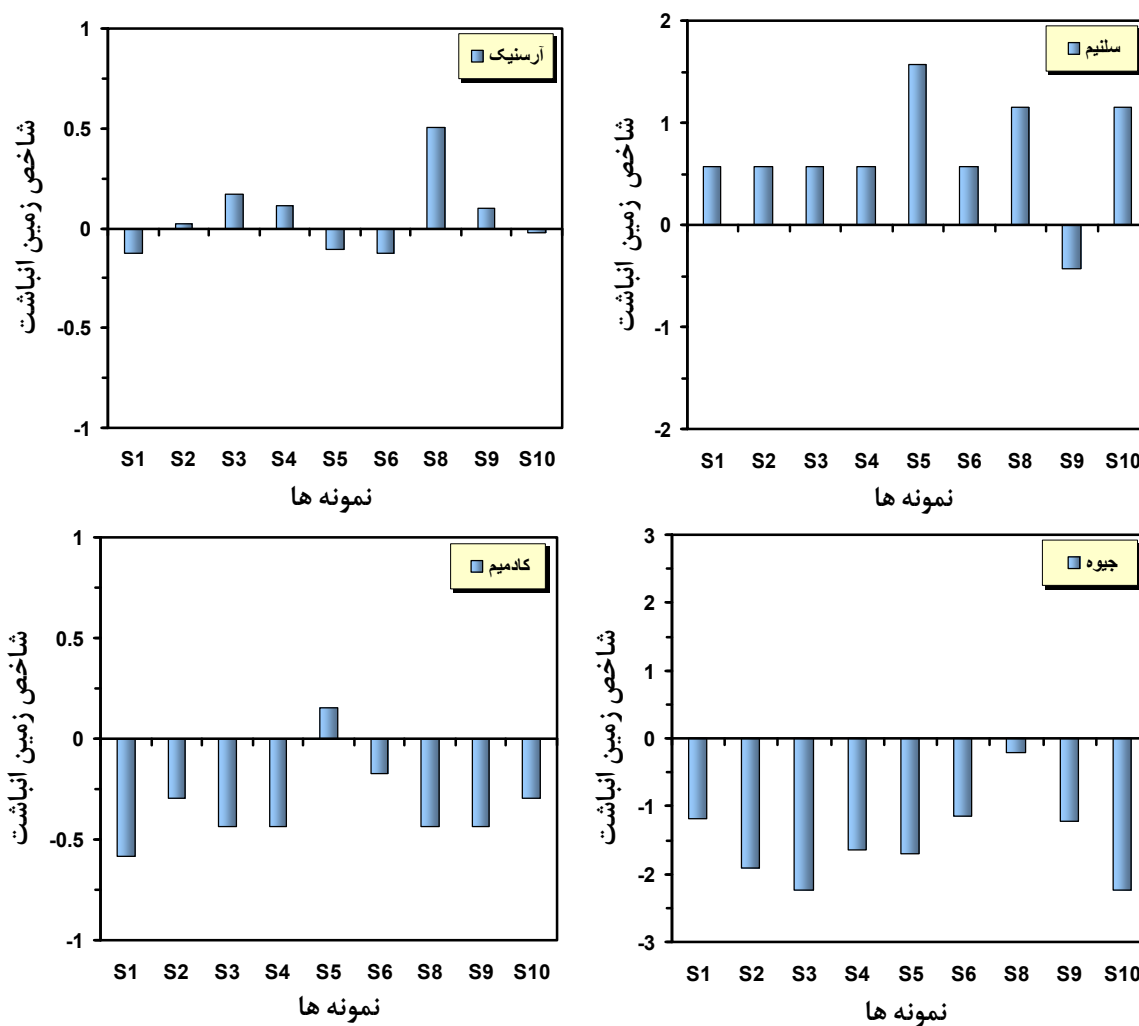 آرسنیک
1
0.5
0
-0.5
-1
شاخص زمین انباشت
S1 S2 S3 S4 S5 S6 S8 S9 S10
نمونه ها
سلنیم
2
1
0
-1
-2
شاخص زمین انباشت
S1 S2 S3 S4 S5 S6 S8 S9 S10
نمونه ها
کادمیم
1
0.5
0
-0.5
-1
شاخص زمین انباشت
S1 S2 S3 S4 S5 S6 S8 S9 S10
نمونه ها
جیوه
3
2
1
0
-1
-2
-3
شاخص زمین انباشت
S1 S2 S3 S4 S5 S6 S8 S9 S10
نمونه ها